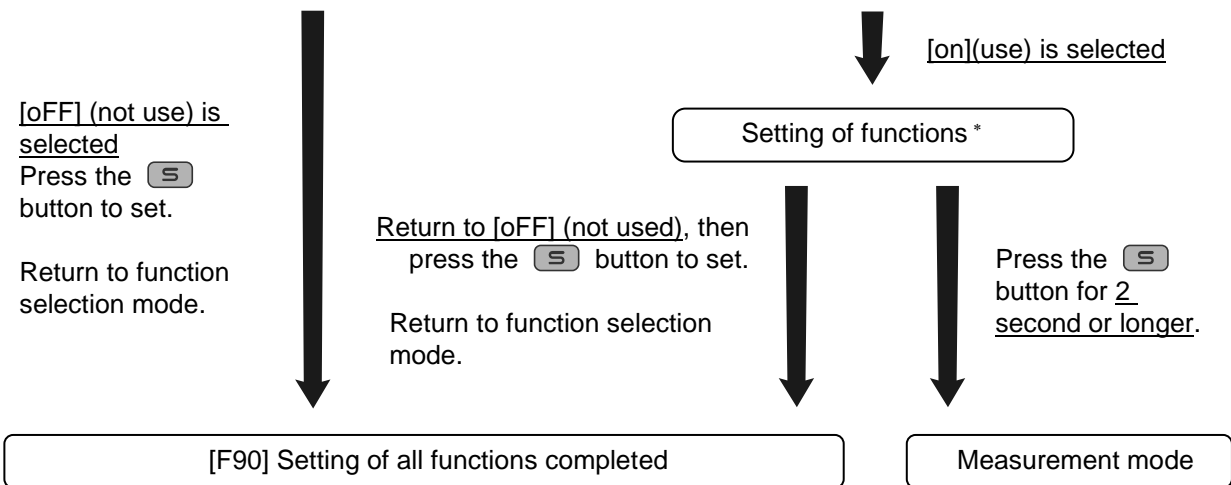 [on](use) is selected
[oFF] (not use) is
selected
Press the S
button to set.
Return to function
selection mode.
Setting of functions *
Return to [oFF] (not used), then
press the S button to set.
Return to function selection
mode.
Press the S
button for 2
second or longer.
[F90] Setting of all functions completed
Measurement mode